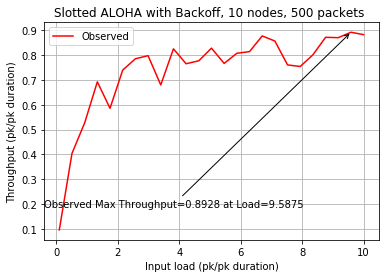 Slotted ALOHA with Backoff, 10 nodes, 500 packets
Observed
Throughput (pk/pk duration)
0.9
0.8
0.7
0.6
0.5
0.4
0.3
0.2
0.1
Observed Max Throughput=0.8928 at Load=9.5875
0 2 4 6 8 10
Input load (pk/pk duration)